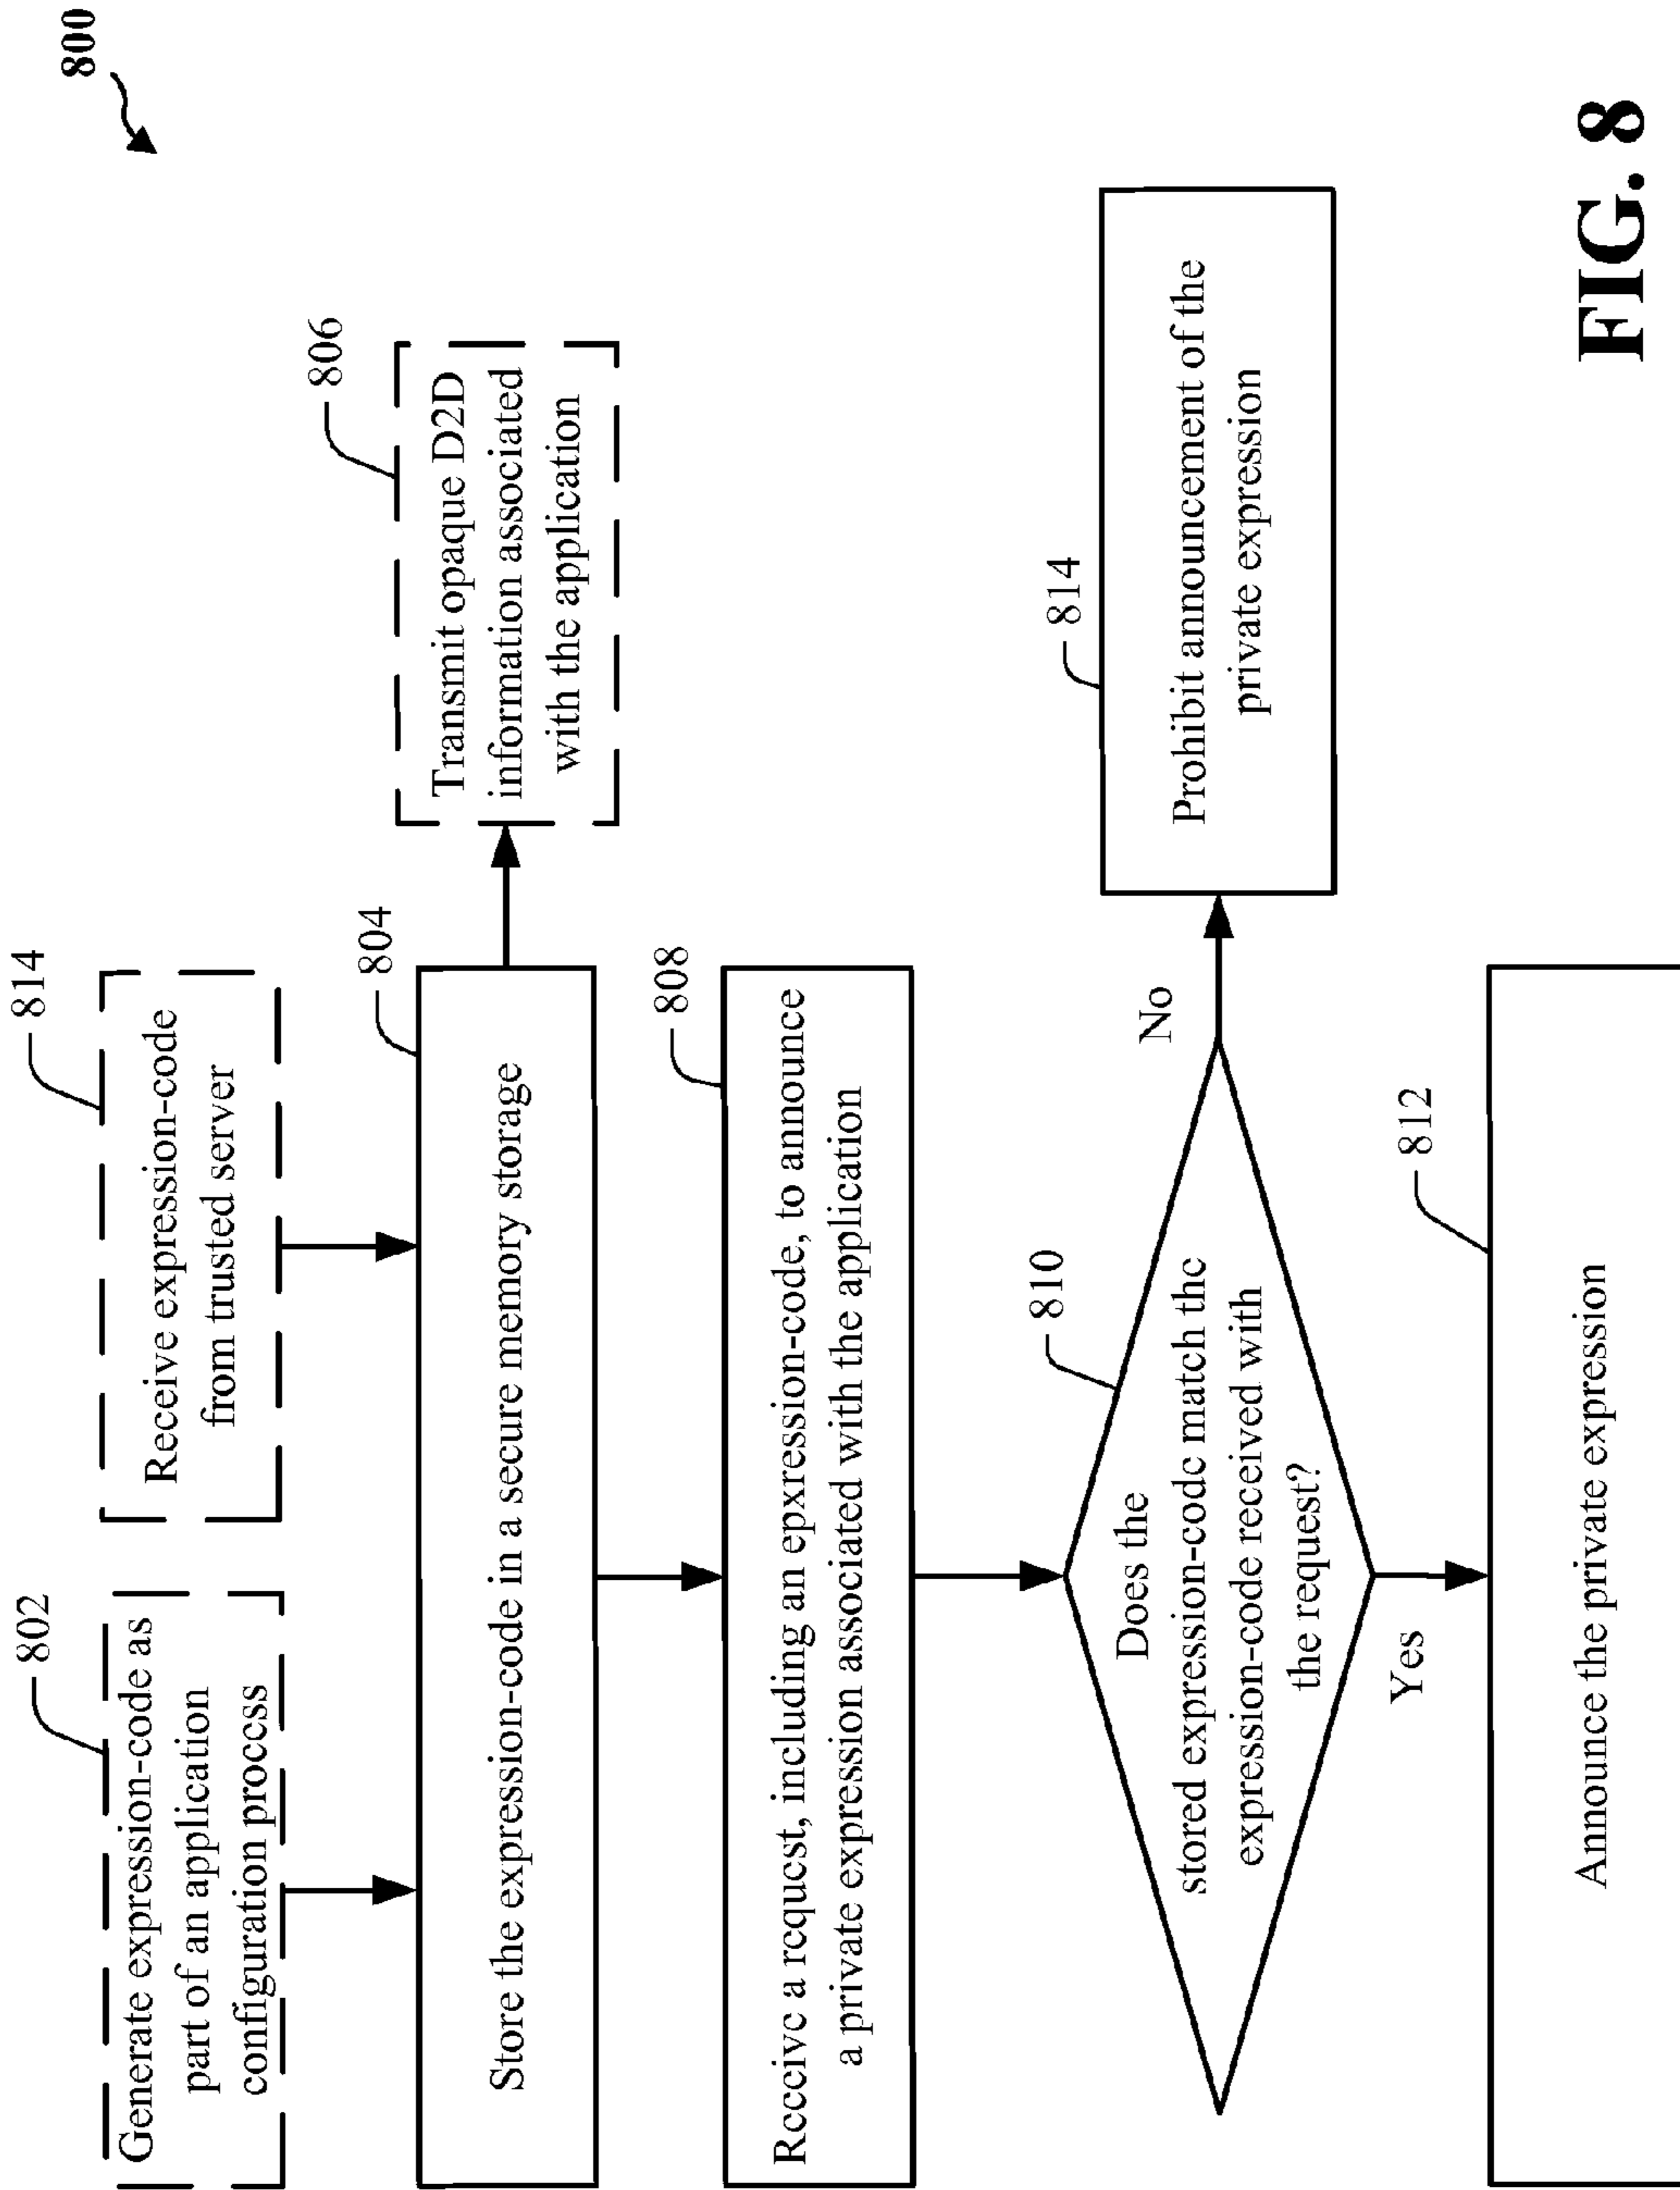 800
802
Generate expression-code as
part of an application
configuration process
814
Receive expression-code
from trusted server
804
Store the expression-code in a secure memory storage
806
Transmit opaque D2D
information associated
with the application
808
Receive a request, including an epxression-code, to announce
a private expression associated with the application
810
Does the
stored expression-code match the
expression-code received with
the request?
No
814
Prohibit announcement of the
private expression
Yes
812
Announce the private expression
FIG. 8